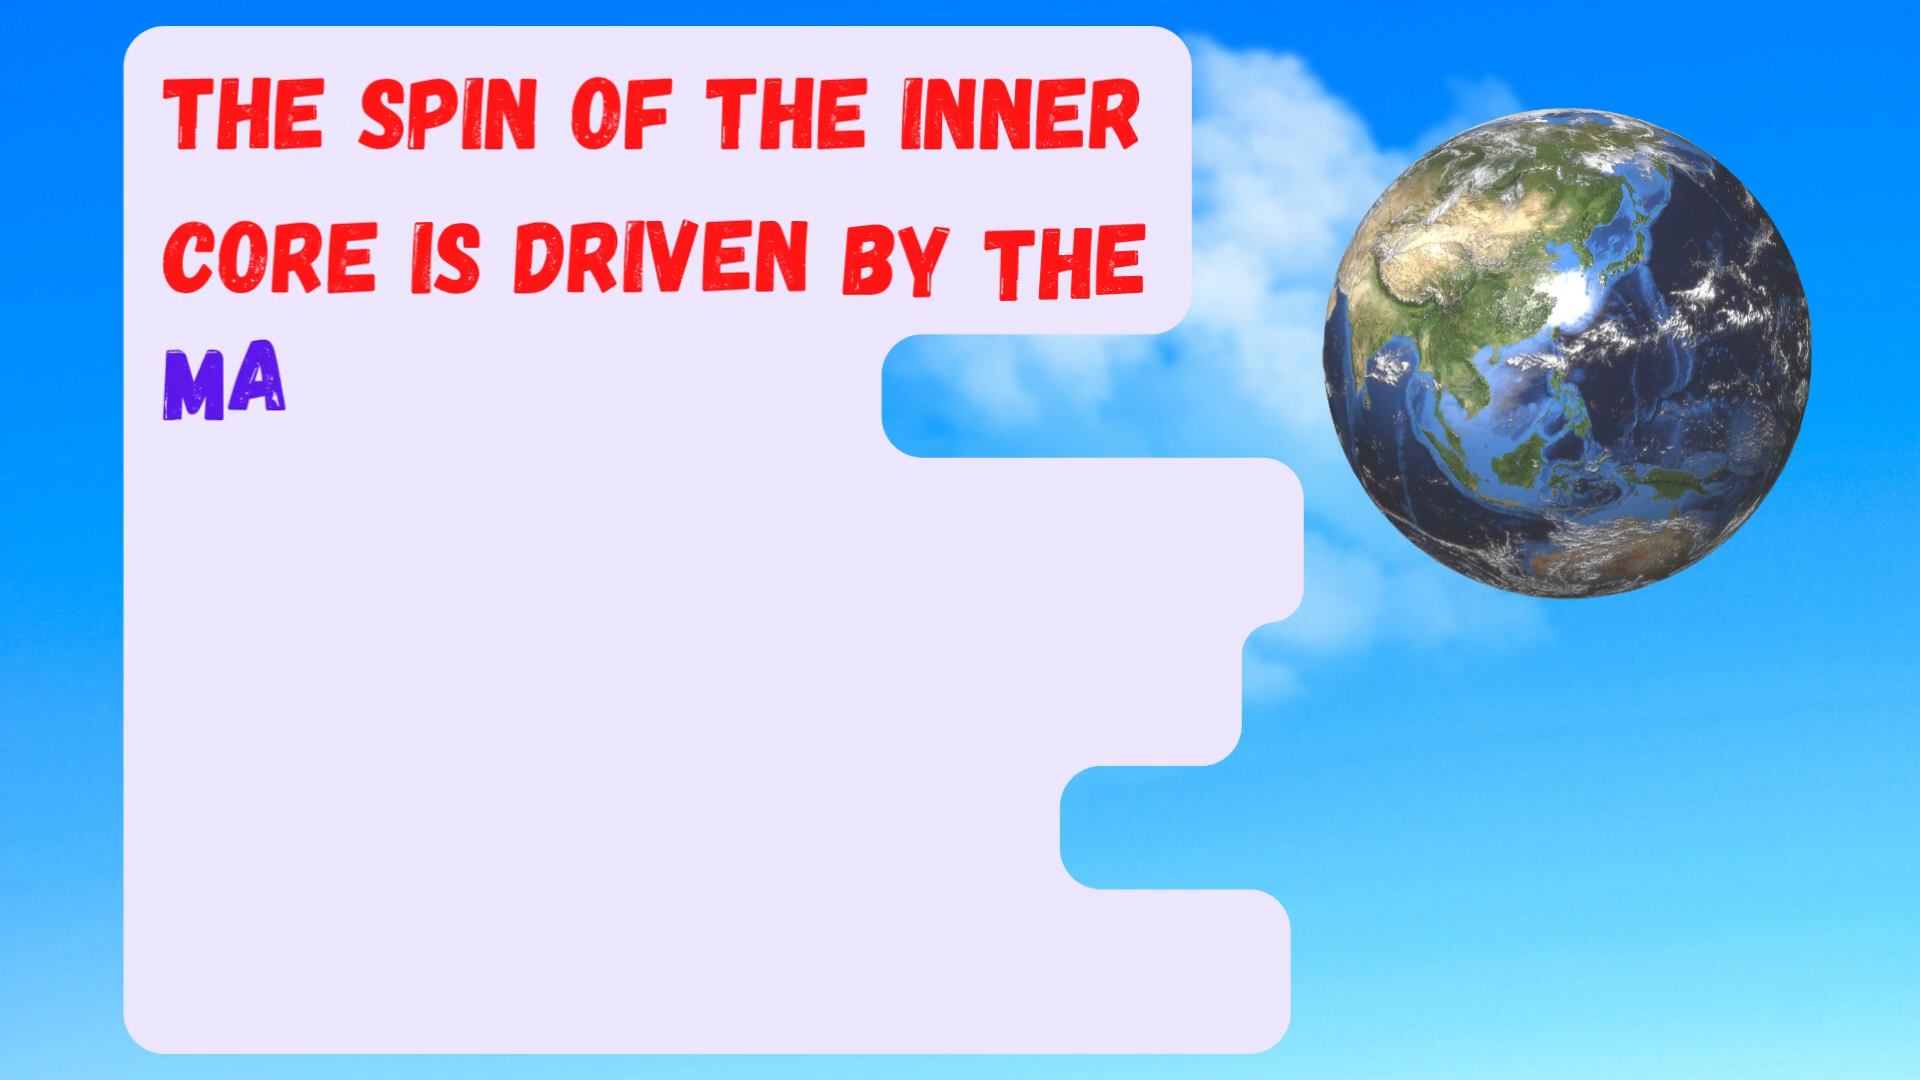 THE SPIN OF THE INNER
CORE IS DRIVEN BY THE
MA